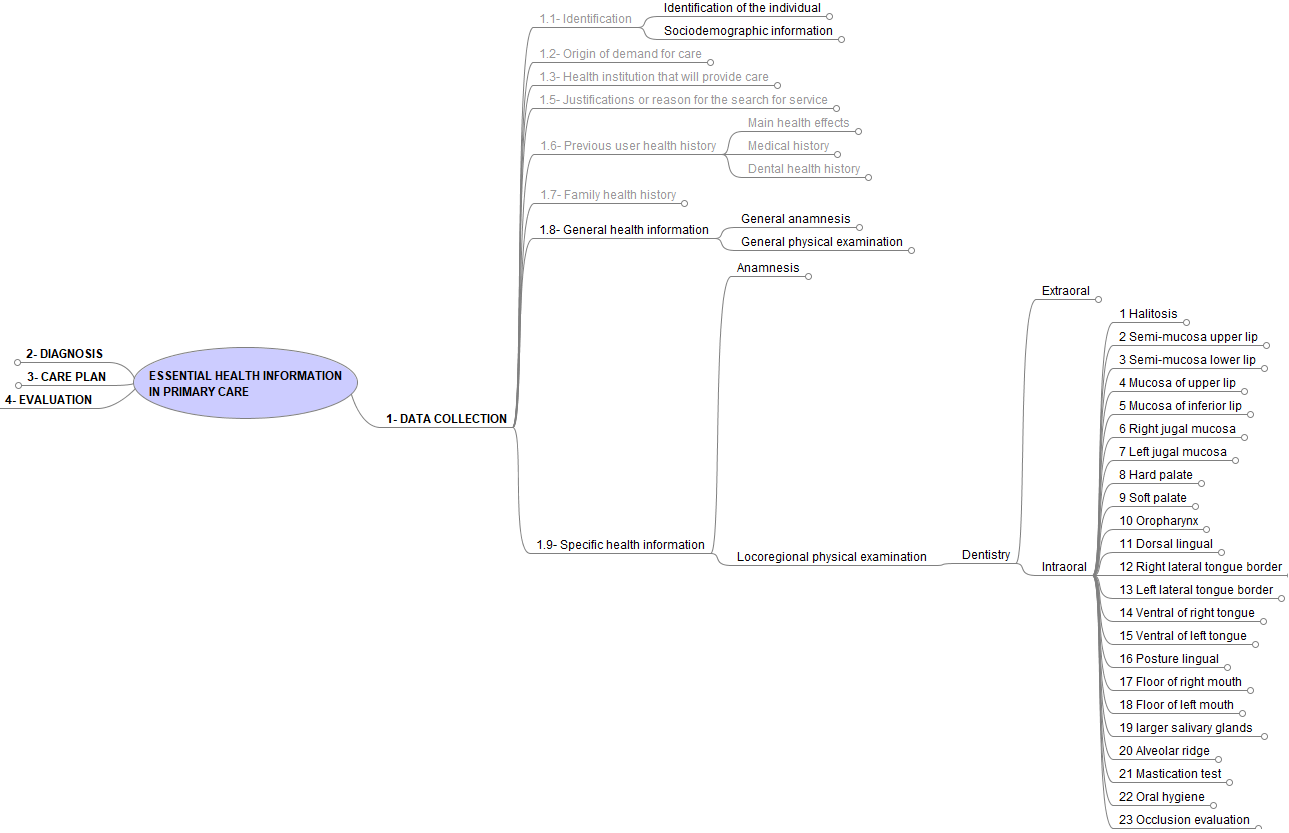 1.1- Identification
Identification of the individual
Sociodemographic information
1.2- Origin of demand for care
1.3- Health institution that will provide care
1.5- Justifications or reason for the search for service
1.6- Previous user health history
Main health effects
Medical history
Dental health history
1.7- Family health history
1.8- General health information
General anamnesis
General physical examination
2- DIAGNOSIS
3- CARE PLAN
4- EVALUATION
ESSENTIAL HEALTH INFORMATION
IN PRIMARY CARE
1- DATA COLLECTION
1.9- Specific health information
Anamnesis
Locoregional physical examination
Dentistry
Extraoral
Intraoral
1 Halitosis
2 Semi-mucosa upper lip
3 Semi-mucosa lower lip
4 Mucosa of upper lip
5 Mucosa of inferior lip
6 Right jugal mucosa
7 Left jugal mucosa
8 Hard palate
9 Soft palate
10 Oropharynx
11 Dorsal lingual
12 Right lateral tongue border
13 Left lateral tongue border
14 Ventral of right tongue
15 Ventral of left tongue
16 Posture lingual
17 Floor of right mouth
18 Floor of left mouth
19 larger salivary glands
20 Alveolar ridge
21 Mastication test
22 Oral hygiene
23 Occlusion evaluation